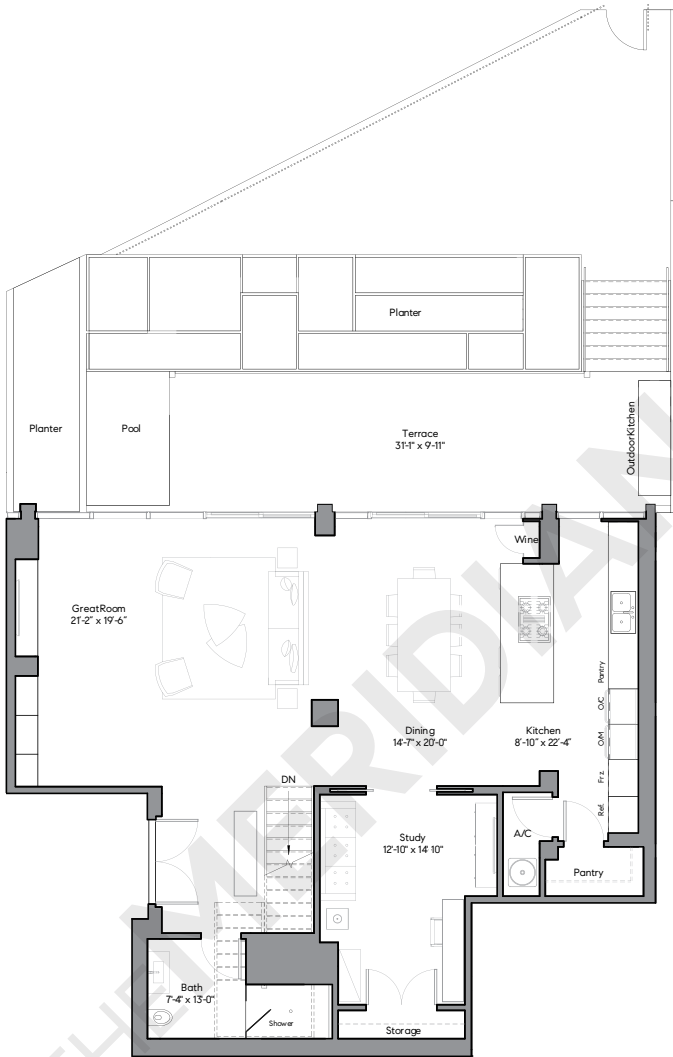 Planter
Planter
Pool
Terrace
31'-1" x 9'-11"
OutdoorKitchen
Wine
GreatRoom
21'-2" x 19'-6"
Pantry
O/C
O/M
Frz.
Ref.
Dining
14'-7" x 20'-0"
Kitchen
8'-10" x 22'-4"
DN
Study
12'-10" x 14' 10"
A/C
Pantry
Bath
7'-4" x 13'-0"
Shower
Storage
THE MERIDIAN